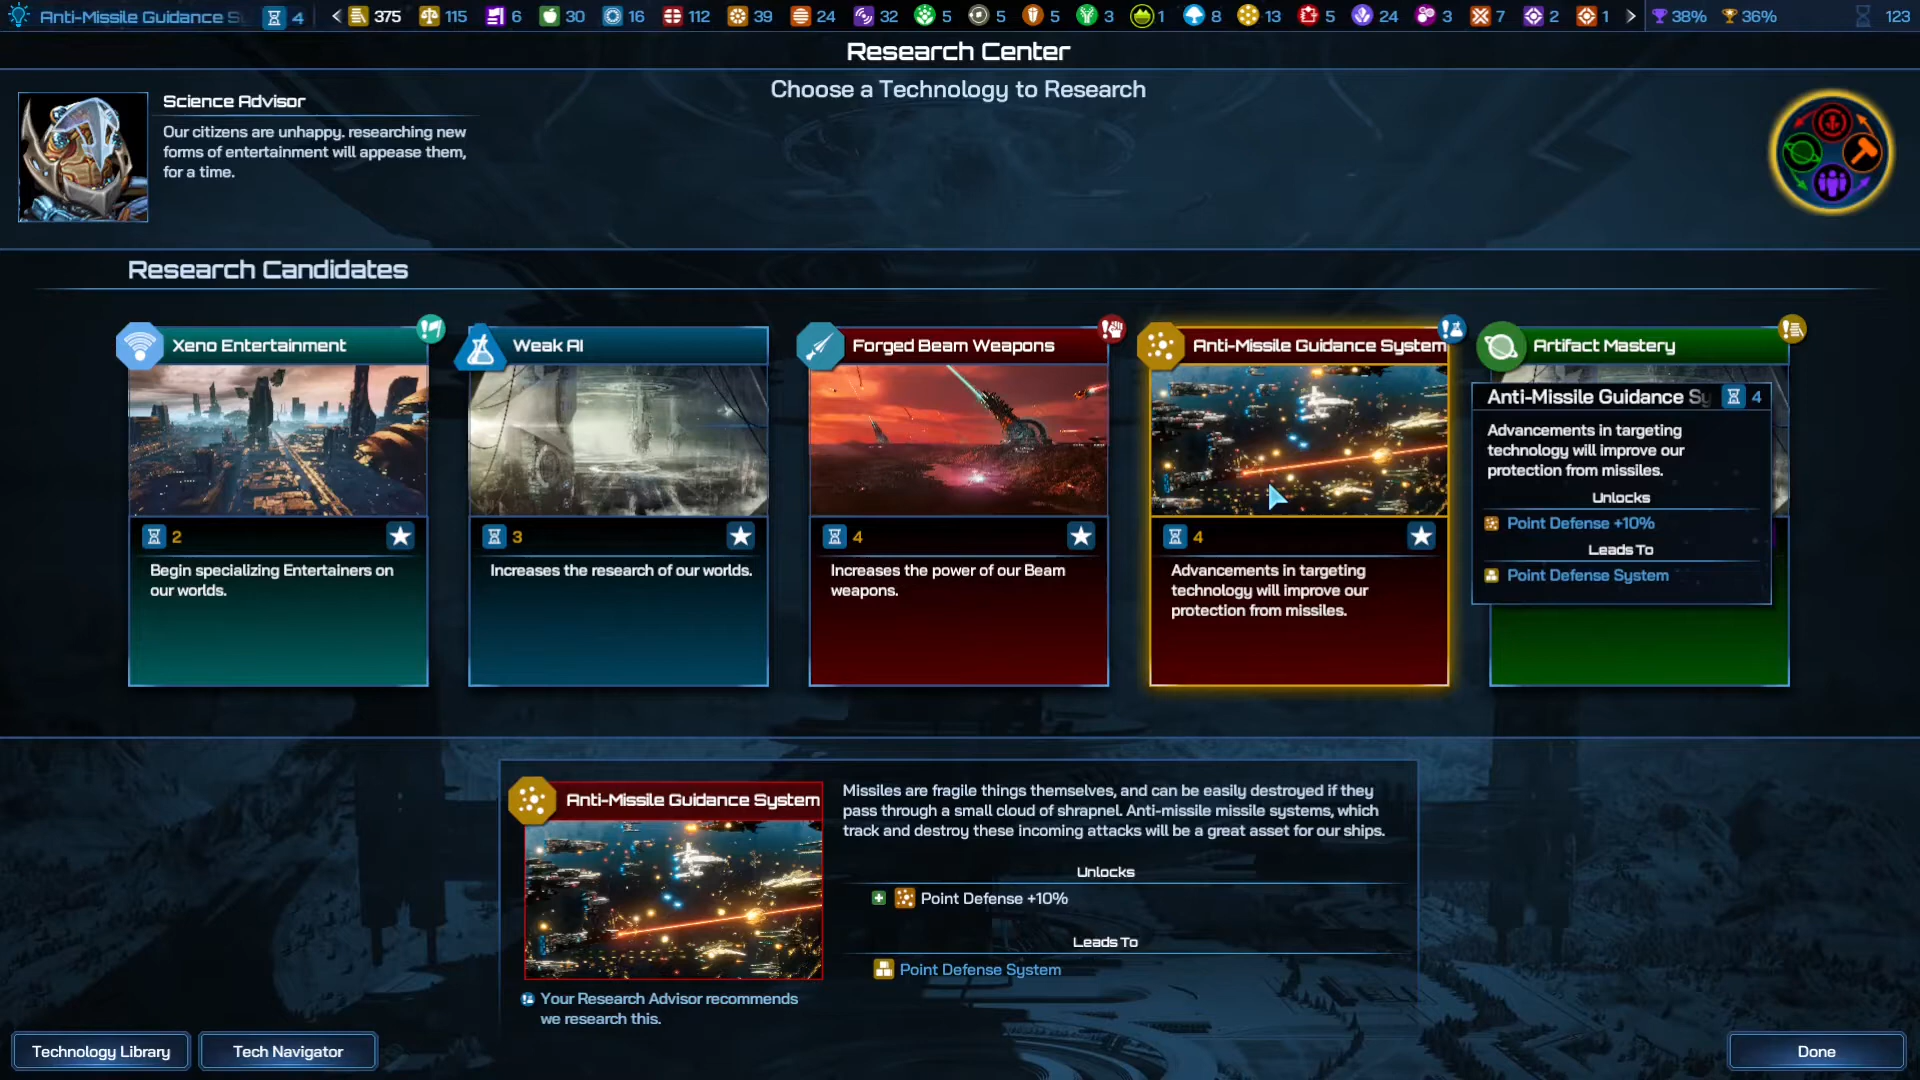 Anti-Missile Guidance S 4 375 115 6 30 16 112 39 24 32 5 5 5 3 1 8 13 5 24 3 7 2 1 38% 36% 123
Research Center
Choose a Technology to Research
Science Advisor
Our citizens are unhappy. researching new
forms of entertainment will appease them,
for a time.
Research Candidates
Xeno Entertainment
2
Begin specializing Entertainers on
our worlds.
Weak AI
3
Increases the research of our worlds.
Forged Beam Weapons
4
Increases the power of our Beam
weapons.
Anti-Missile Guidance System
4
Advancements in targeting
technology will improve our
protection from missiles.
Artifact Mastery
Anti-Missile Guidance Sy 4
Advancements in targeting
technology will improve our
protection from missiles.
Unlocks
Point Defense +10%
Leads To
Point Defense System
Anti-Missile Guidance System
Your Research Advisor recommends
we research this.
Missiles are fragile things themselves, and can be easily destroyed if they
pass through a small cloud of shrapnel. Anti-missile missile systems, which
track and destroy these incoming attacks will be a great asset for our ships.
Unlocks
Point Defense +10%
Leads To
Point Defense System
Technology Library
Tech Navigator
Done